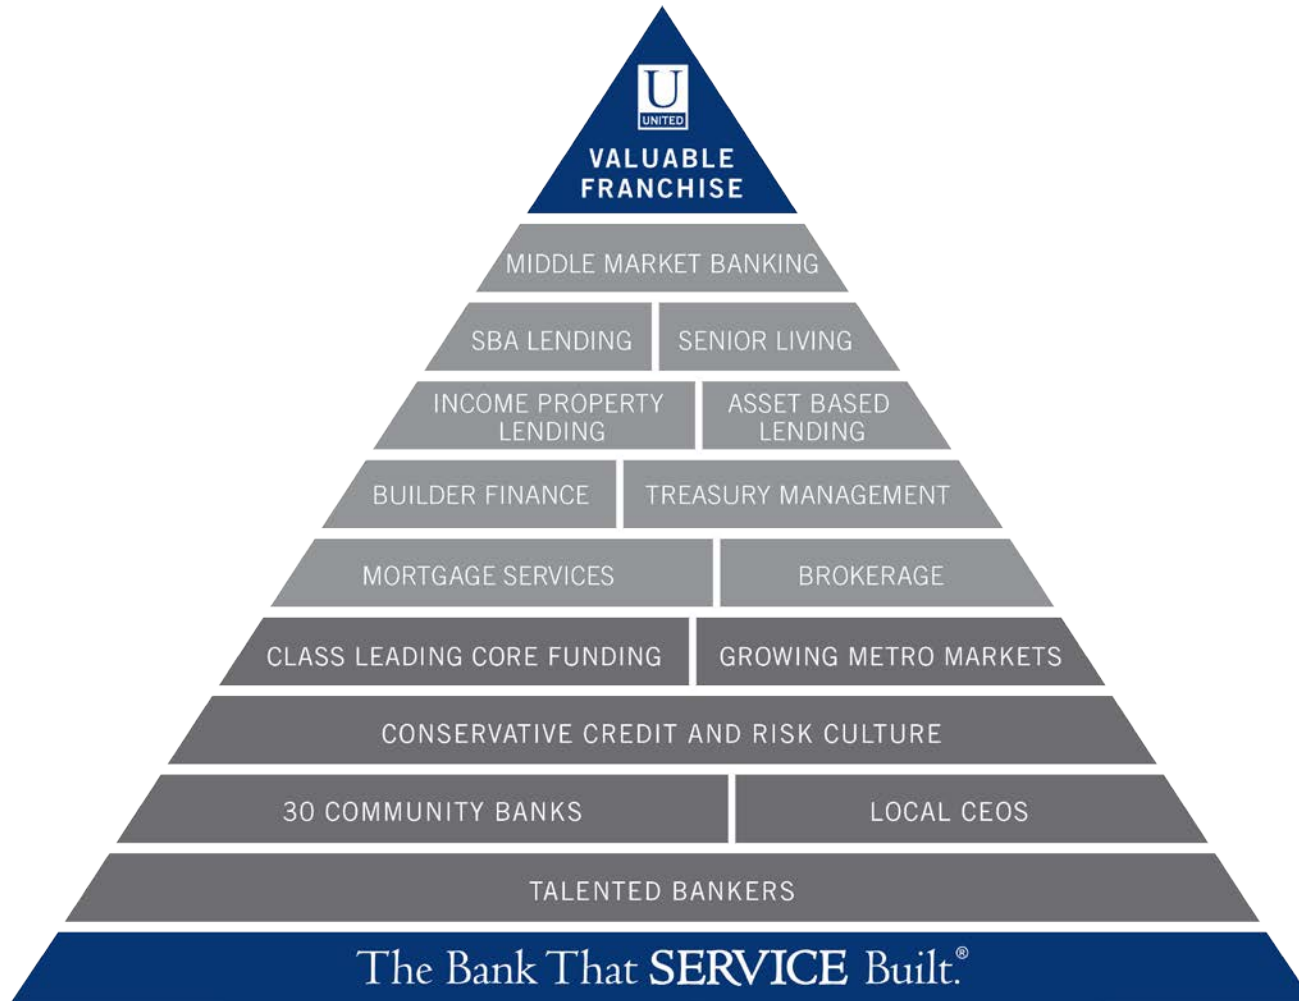 U
UNITED
VALUABLE
FRANCHISE
MIDDLE MARKET BANKING
SBA LENDING
SENIOR LIVING
INCOME PROPERTY
LENDING
ASSET BASED
LENDING
BUILDER FINANCE
TREASURY MANAGEMENT
MORTGAGE SERVICES
BROKERAGE
CLASS LEADING CORE FUNDING
GROWING METRO MARKETS
CONSERVATIVE CREDIT AND RISK CULTURE
30 COMMUNITY BANKS
LOCAL CEOS
TALENTED BANKERS
The Bank That SERVICE Built.®